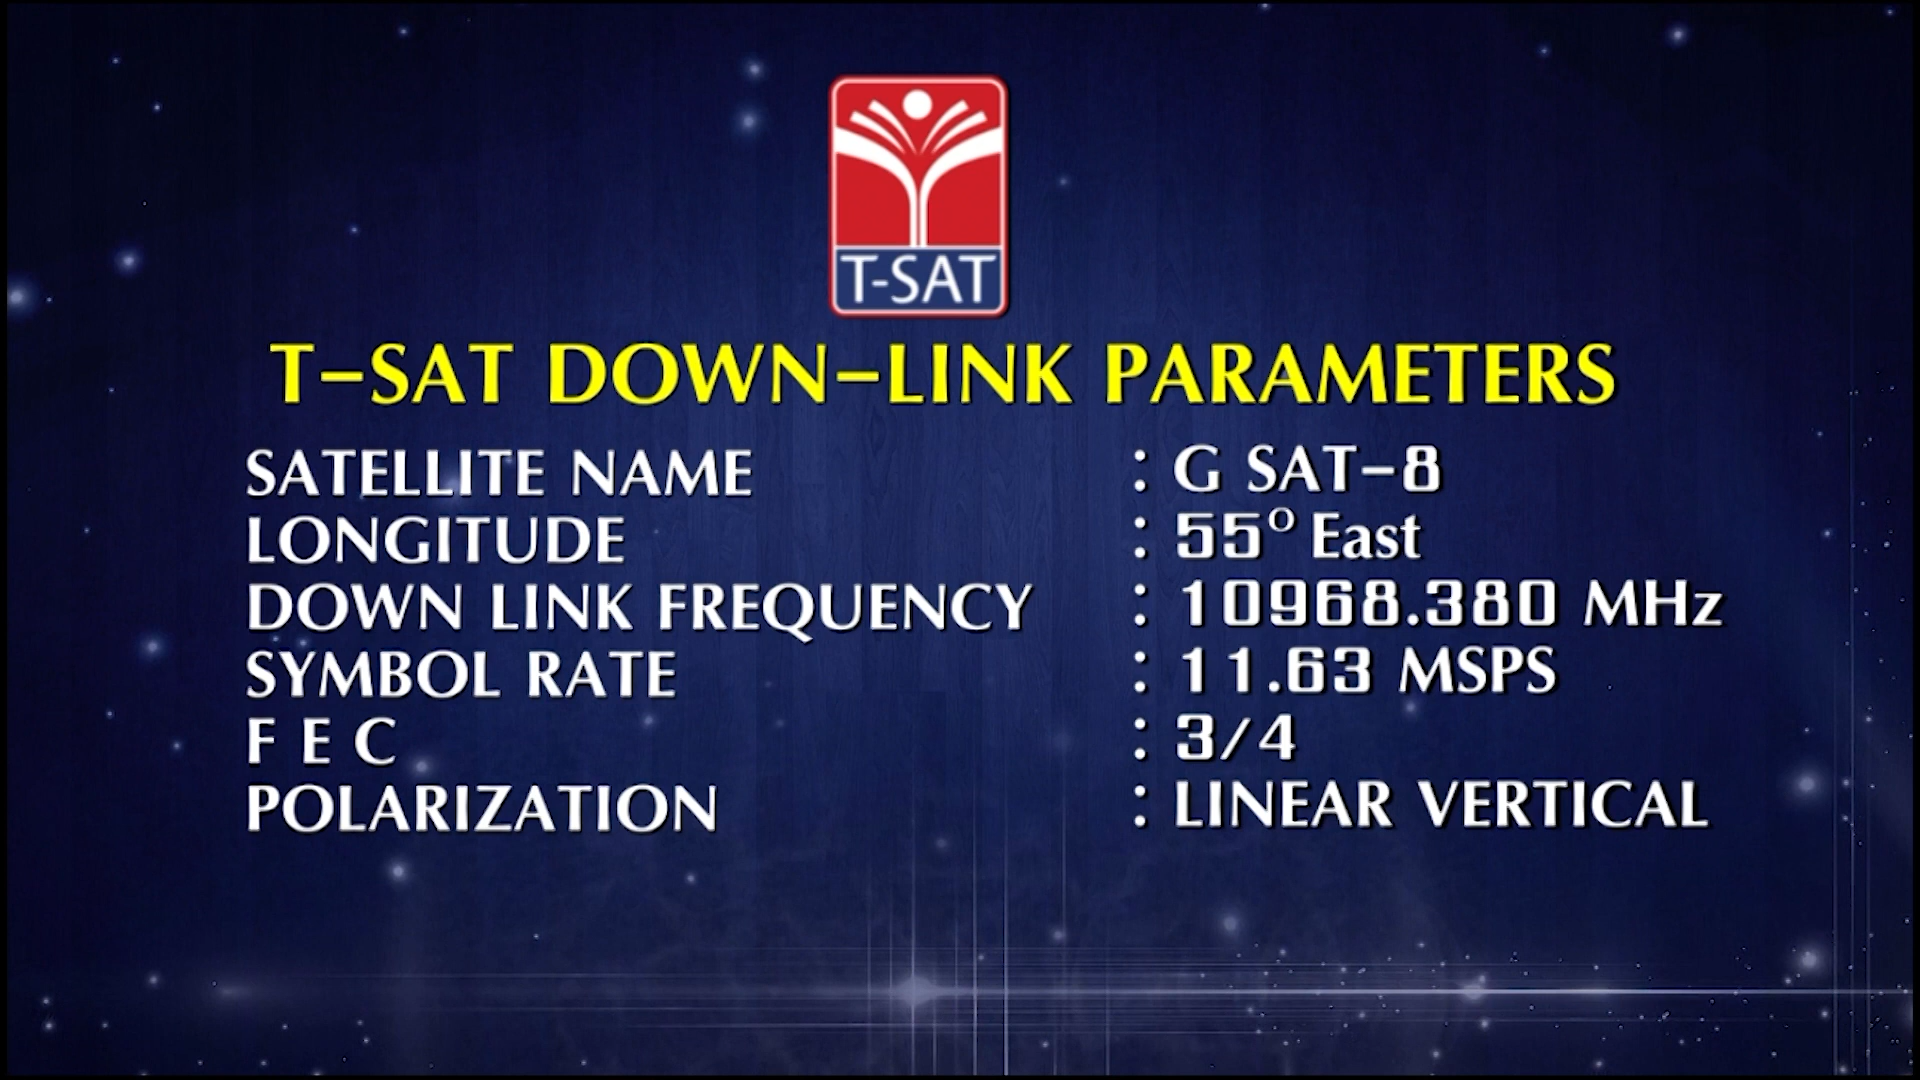 T-SAT
T-SAT DOWN-LINK PARAMETERS
SATELLITE NAME : G SAT-8
LONGITUDE : 55° East
DOWN LINK FREQUENCY : 10968.380 MHz
SYMBOL RATE : 11.63 MSPS
F E C : 3/4
POLARIZATION : LINEAR VERTICAL